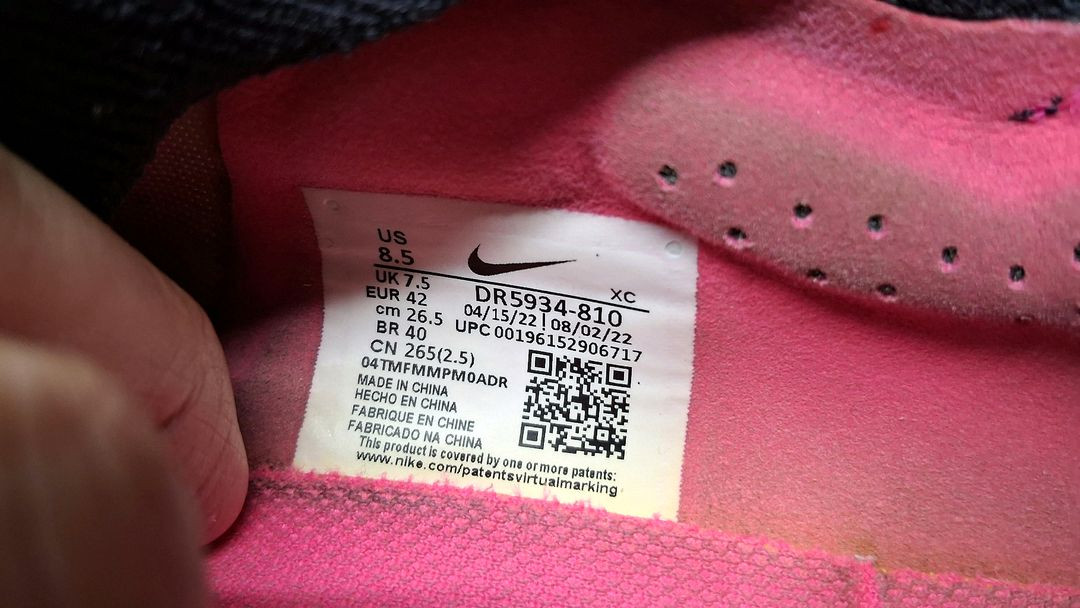 US
8.5
XC
UK 7.5
DR5934-810
EUR 42
04/15/22 | 08/02/22
cm 26.5
UPC 00196152906717
BR 40
CN 265(2.5)
04TMFMMPM0ADR
MADE IN CHINA
HECHO EN CHINA
FABRIQUE EN CHINE
FABRICADO NA CHINA
This product is covered by one or more patents:
www.nike.com/patentsvirtualmarking